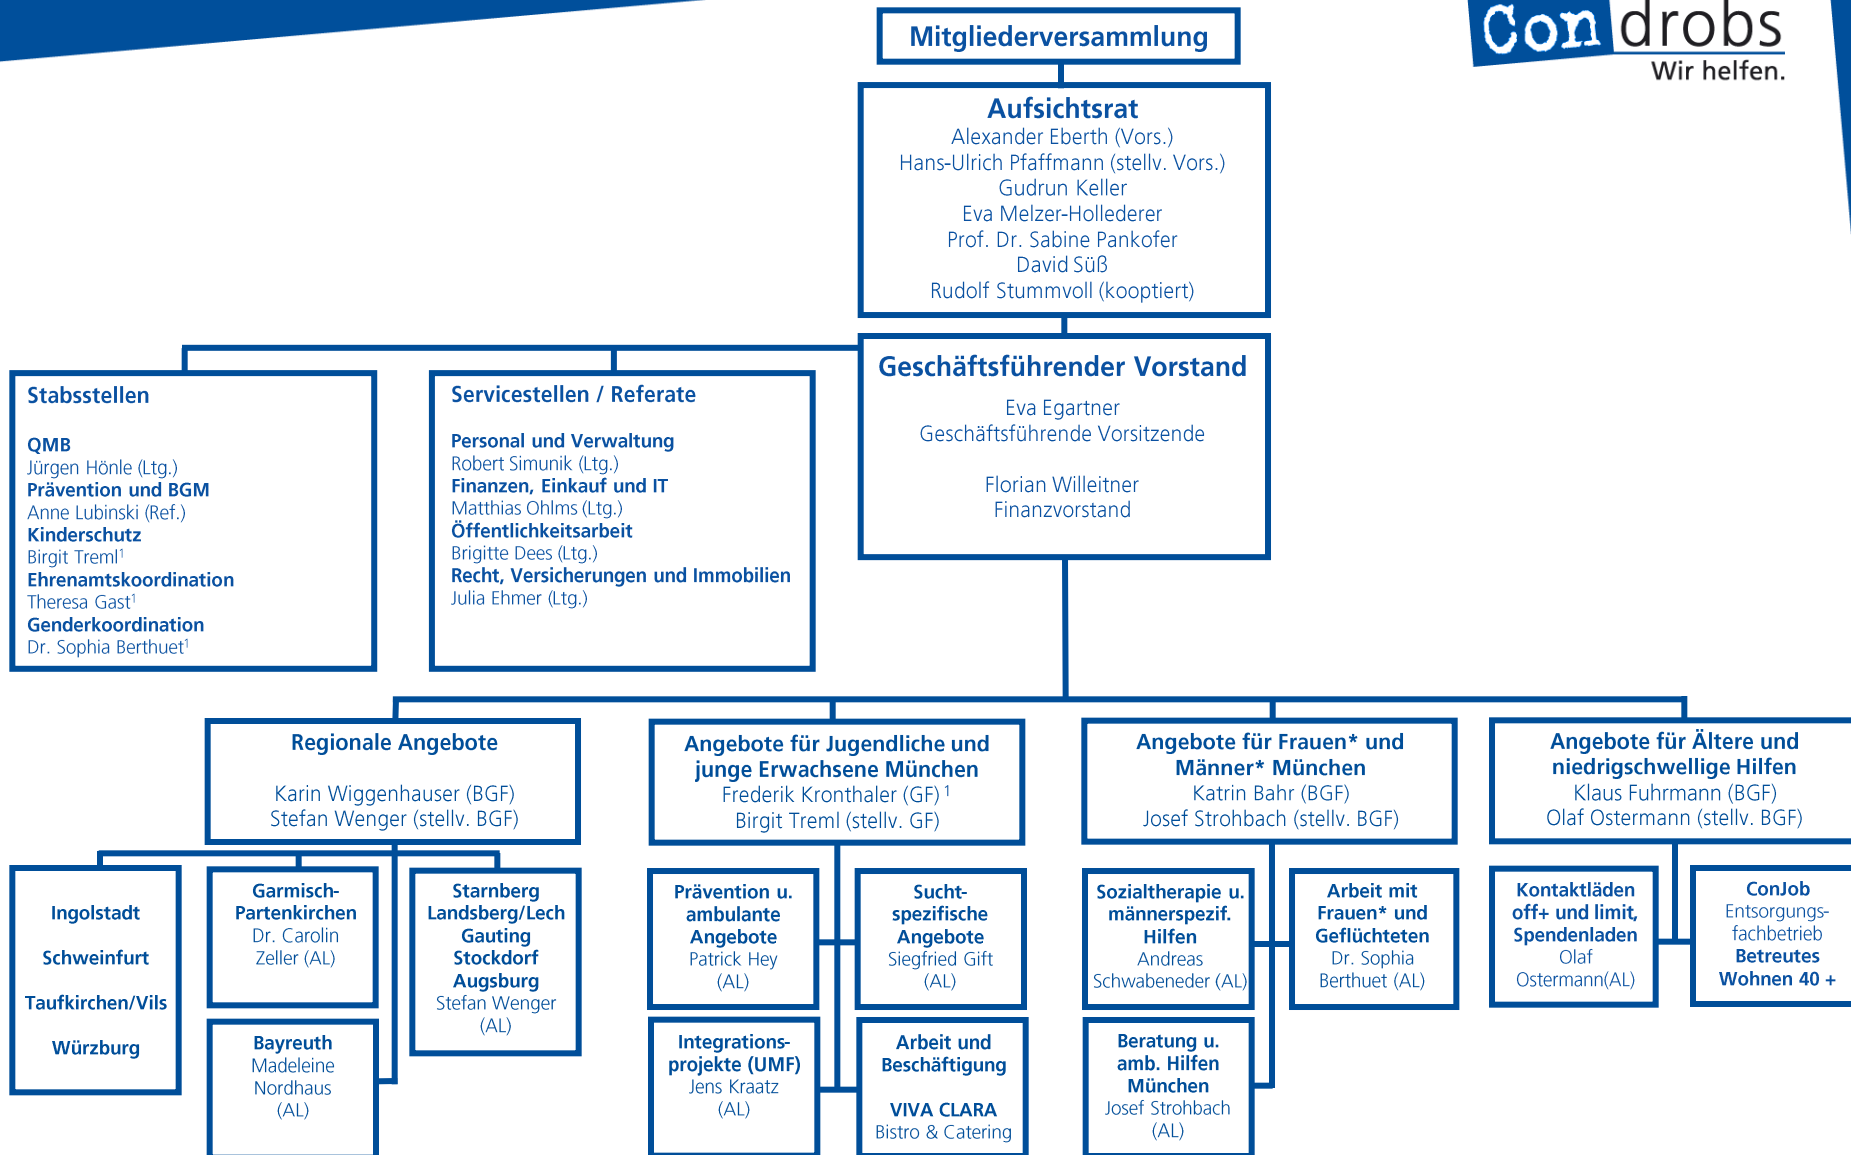 Con drobs
Wir helfen.
Mitgliederversammlung
Aufsichtsrat
Alexander Eberth (Vors.)
Hans-Ulrich Pfaffmann (stellv. Vors.)
Gudrun Keller
Eva Melzer-Hollederer
Prof. Dr. Sabine Pankofer
David Süß
Rudolf Stummvoll (kooptiert)
Geschäftsführender Vorstand
Eva Egartner
Geschäftsführende Vorsitzende
Florian Willeitner
Finanzvorstand
Stabsstellen
QMB
Jürgen Hönle (Ltg.)
Prävention und BGM
Anne Lubinski (Ref.)
Kinderschutz
Birgit Treml¹
Ehrenamtskoordination
Theresa Gast¹
Genderkoordination
Dr. Sophia Berthuet¹
Servicestellen / Referate
Personal und Verwaltung
Robert Simunik (Ltg.)
Finanzen, Einkauf und IT
Matthias Ohlms (Ltg.)
Öffentlichkeitsarbeit
Brigitte Dees (Ltg.)
Recht, Versicherungen und Immobilien
Julia Ehmer (Ltg.)
Regionale Angebote
Karin Wiggenhauser (BGF)
Stefan Wenger (stellv. BGF)
Ingolstadt
Schweinfurt
Taufkirchen/Vils
Würzburg
Garmisch-
Partenkirchen
Dr. Carolin
Zeller (AL)
Bayreuth
Madeleine
Nordhaus
(AL)
Starnberg
Landsberg/Lech
Gauting
Stockdorf
Augsburg
Stefan Wenger
(AL)
Angebote für Jugendliche und
junge Erwachsene München
Frederik Kronthaler (GF) ¹
Birgit Treml (stellv. GF)
Prävention u.
ambulante
Angebote
Patrick Hey
(AL)
Sucht-
spezifische
Angebote
Siegfried Gift
(AL)
Integrations-
projekte (UMF)
Jens Kraatz
(AL)
Arbeit und
Beschäftigung
VIVA CLARA
Bistro & Catering
Angebote für Frauen* und
Männer* München
Katrin Bahr (BGF)
Josef Strohbach (stellv. BGF)
Sozialtherapie u.
männerspezif.
Hilfen
Andreas
Schwabeneder (AL)
Arbeit mit
Frauen* und
Geflüchteten
Dr. Sophia
Berthuet (AL)
Beratung u.
amb. Hilfen
München
Josef Strohbach
(AL)
Angebote für Ältere und
niedrigschwellige Hilfen
Klaus Fuhrmann (BGF)
Olaf Ostermann (stellv. BGF)
Kontaktläden
off+ und limit,
Spendenladen
Olaf
Ostermann(AL)
ConJob
Entsorgungs-
fachbetrieb
Betreutes
Wohnen 40 +